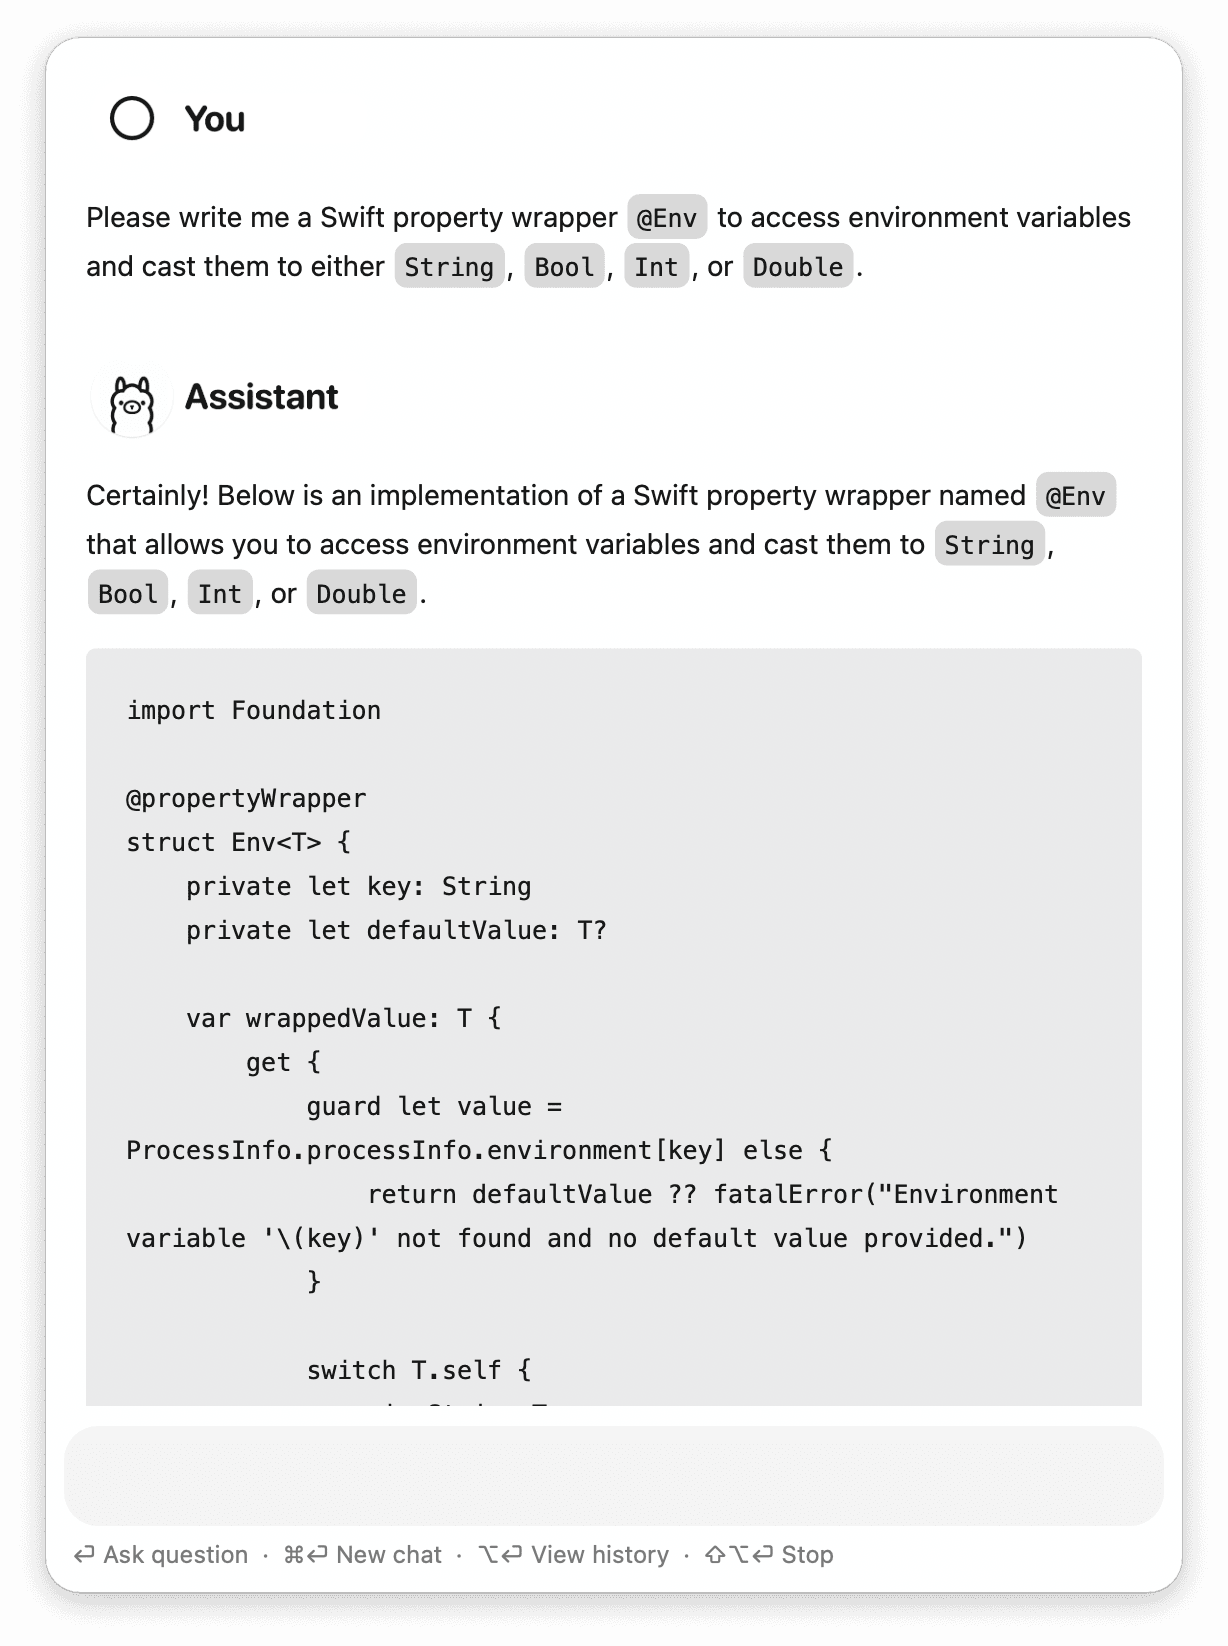 You
Please write me a Swift property wrapper @Env to access environment variables
and cast them to either String, Bool, Int, or Double.
Assistant
Certainly! Below is an implementation of a Swift property wrapper named @Env
that allows you to access environment variables and cast them to String,
Bool, Int, or Double.
import Foundation
@propertyWrapper
struct Env<T> {
    private let key: String
    private let defaultValue: T?
    var wrappedValue: T {
        get {
            guard let value =
ProcessInfo.processInfo.environment[key] else {
                return defaultValue ?? fatalError("Environment
variable '\(key)' not found and no default value provided.")
            }
            switch T.self {
⏎ Ask question · ⌘⏎ New chat · ⌥⏎ View history · ⇧⌥⏎ Stop